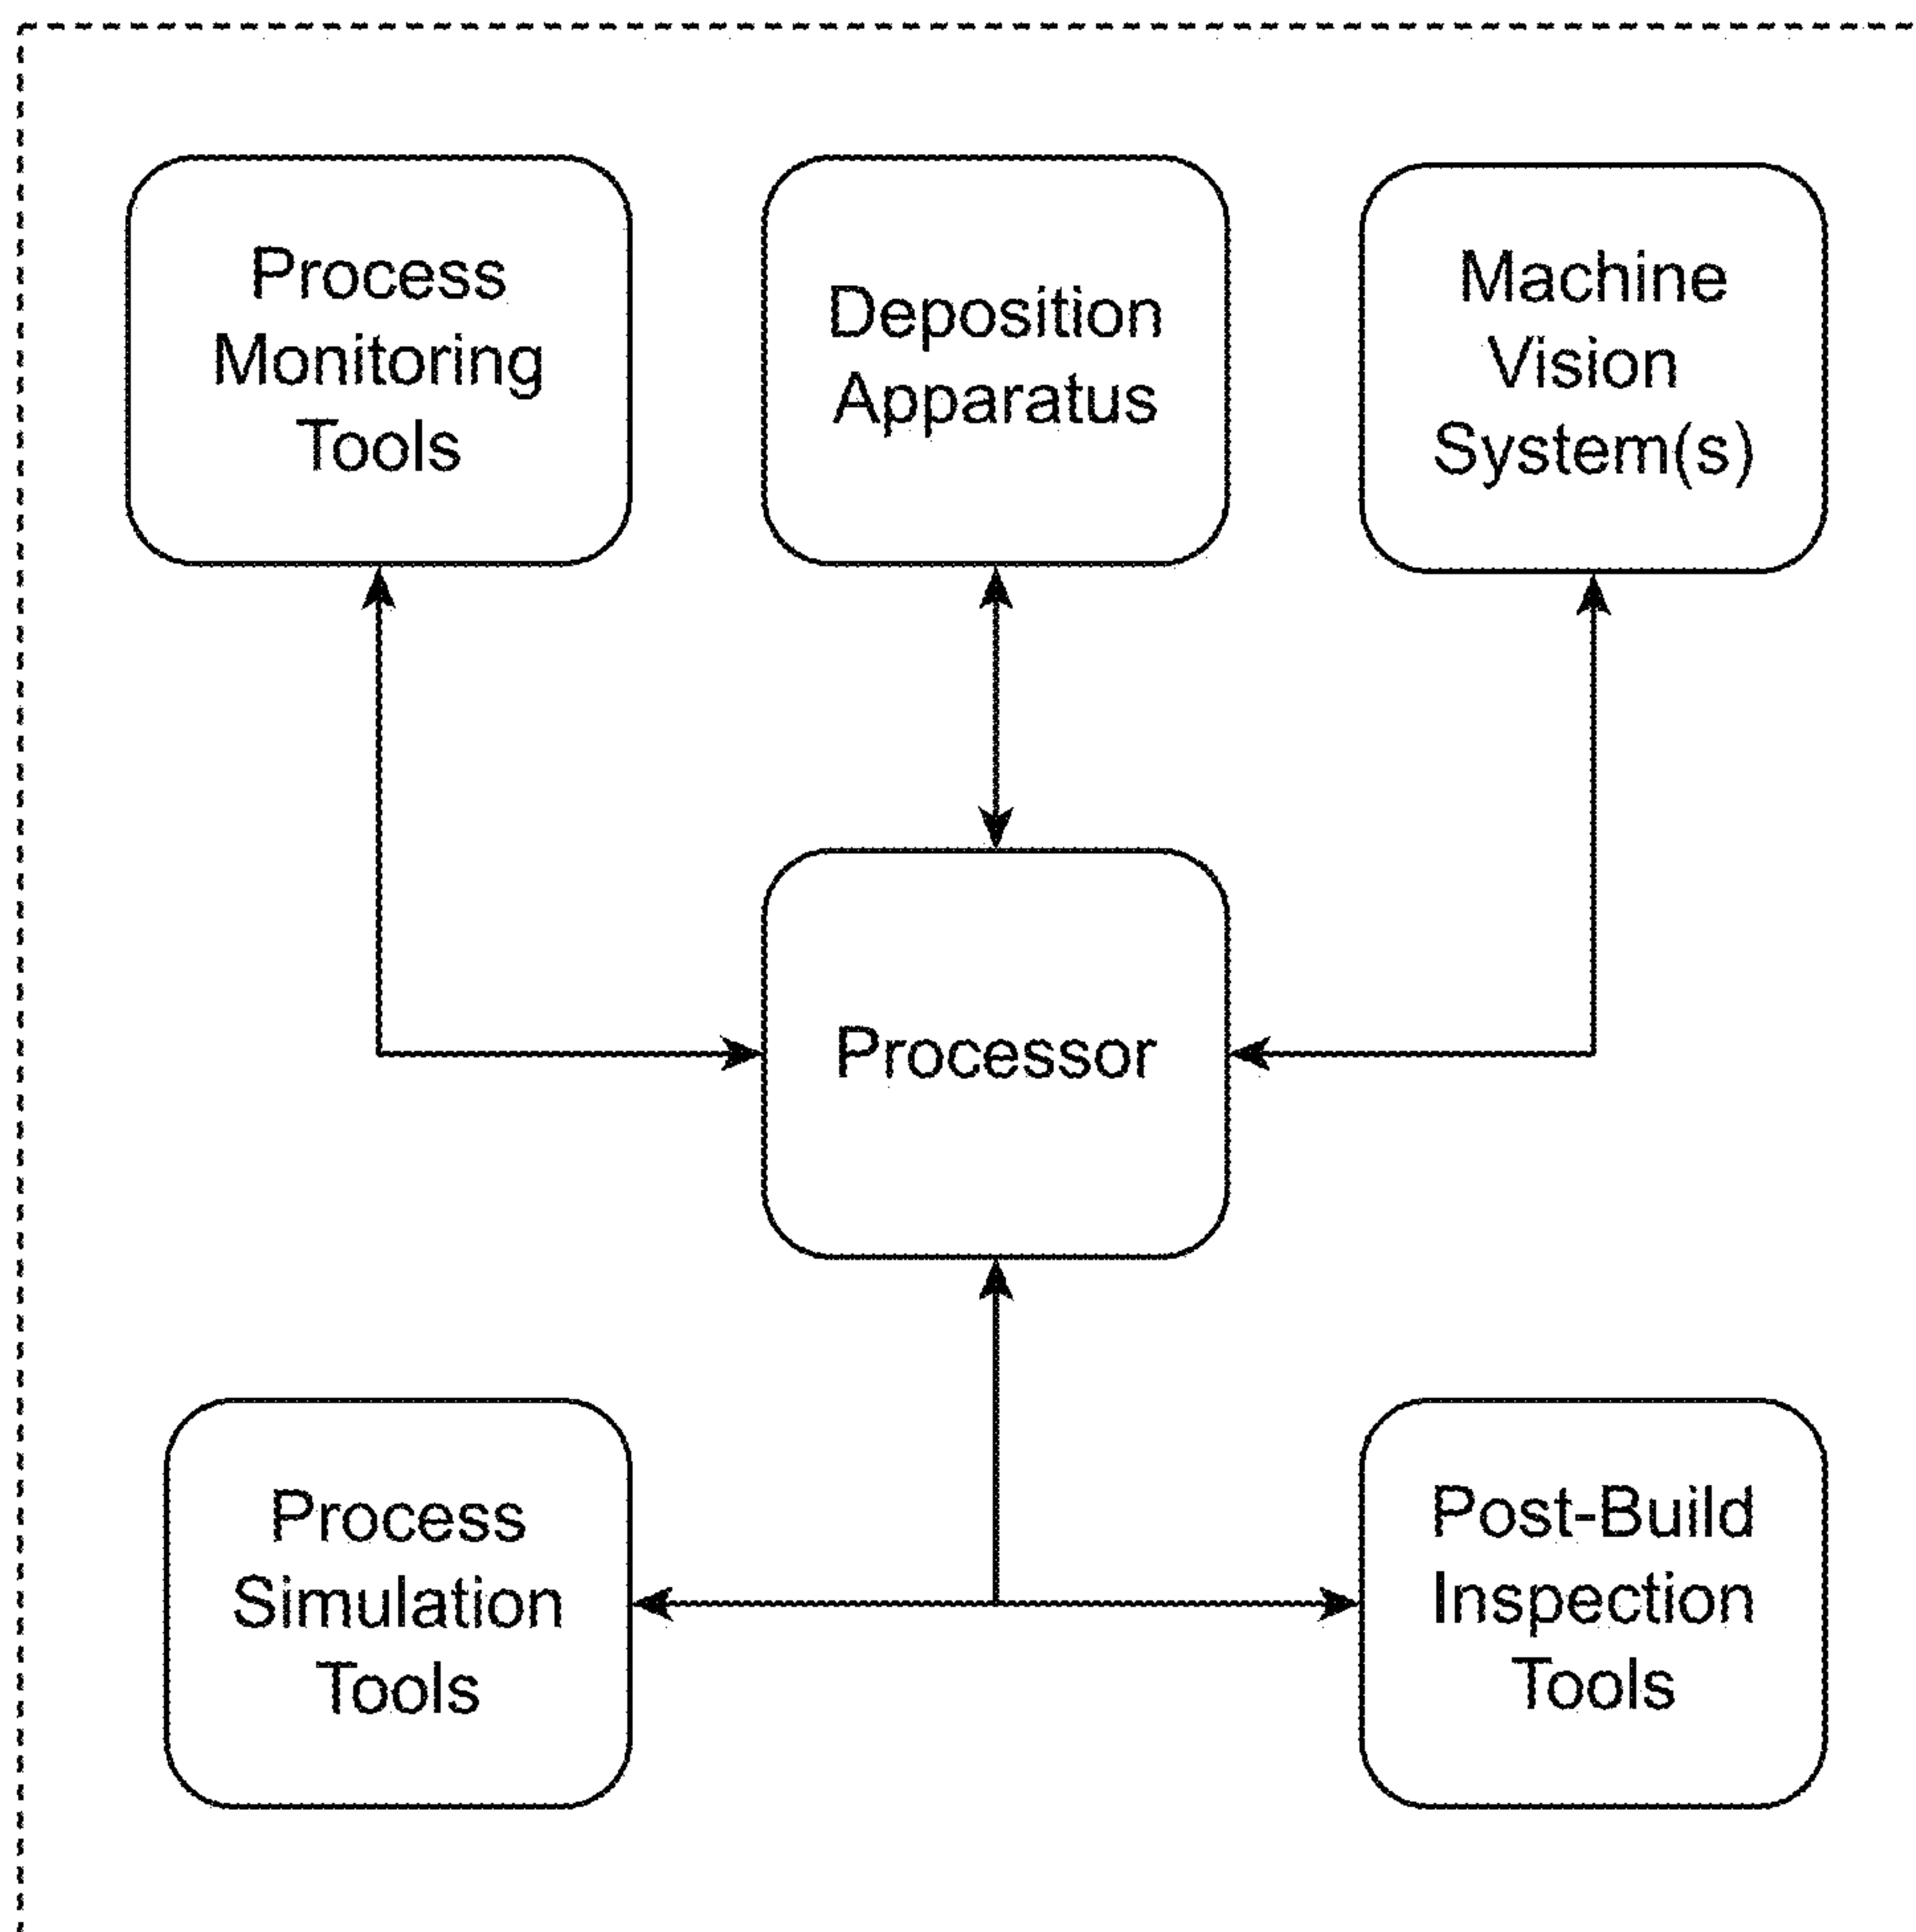 Process
Monitoring
Tools
Deposition
Apparatus
Machine
Vision
System(s)
Processor
Process
Simulation
Tools
Post-Build
Inspection
Tools